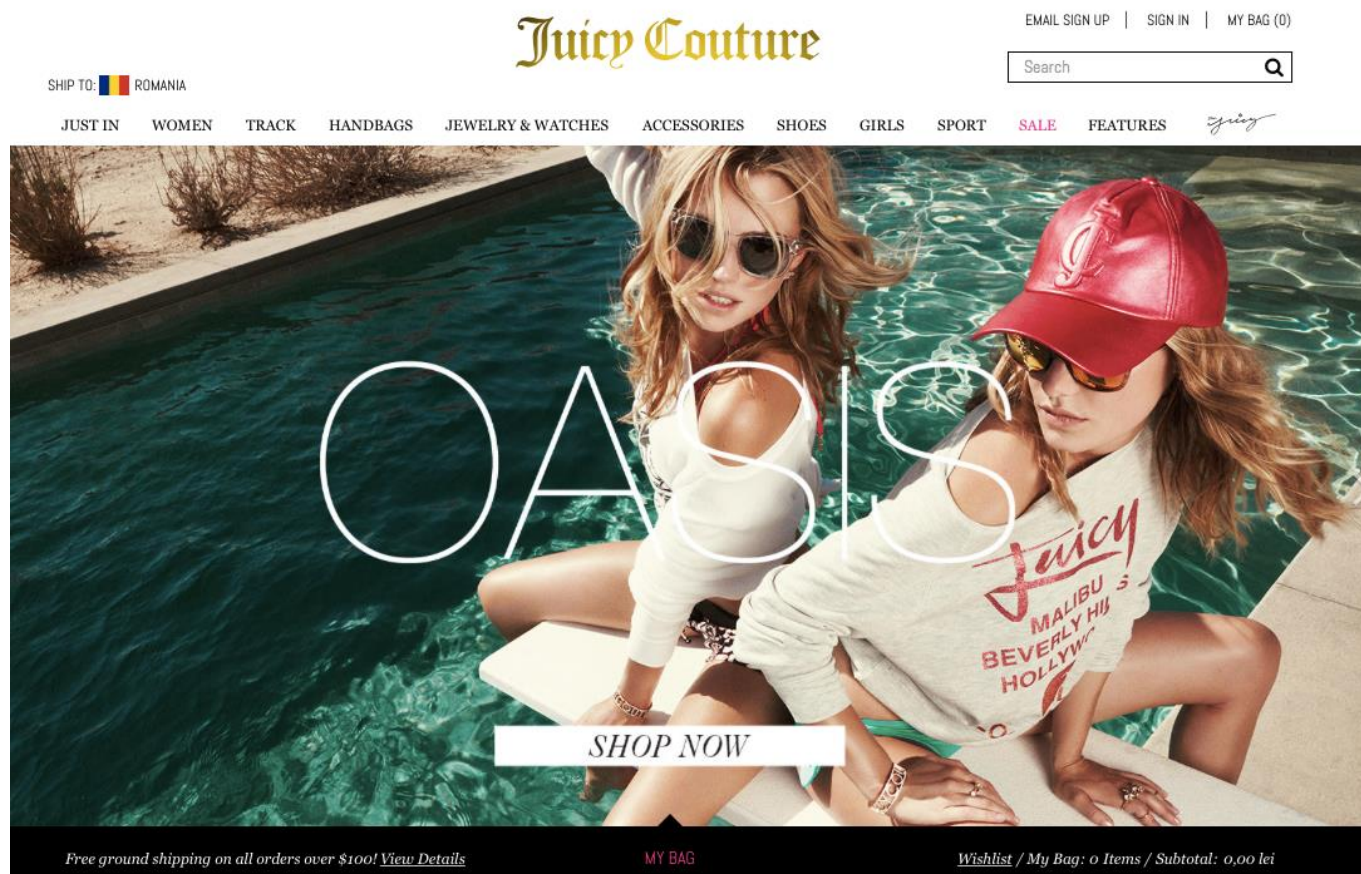 Juicy Couture
EMAIL SIGN UP | SIGN IN | MY BAG (0)
Search
SHIP TO: ROMANIA
JUST IN WOMEN TRACK HANDBAGS JEWELRY & WATCHES ACCESSORIES SHOES GIRLS SPORT SALE FEATURES juicy
OASIS
Juicy
MALIBU
BEVERLY
SHOP NOW
Free ground shipping on all orders over $100! View Details
MY BAG
Wishlist / My Bag: 0 Items / Subtotal: 0,00 lei